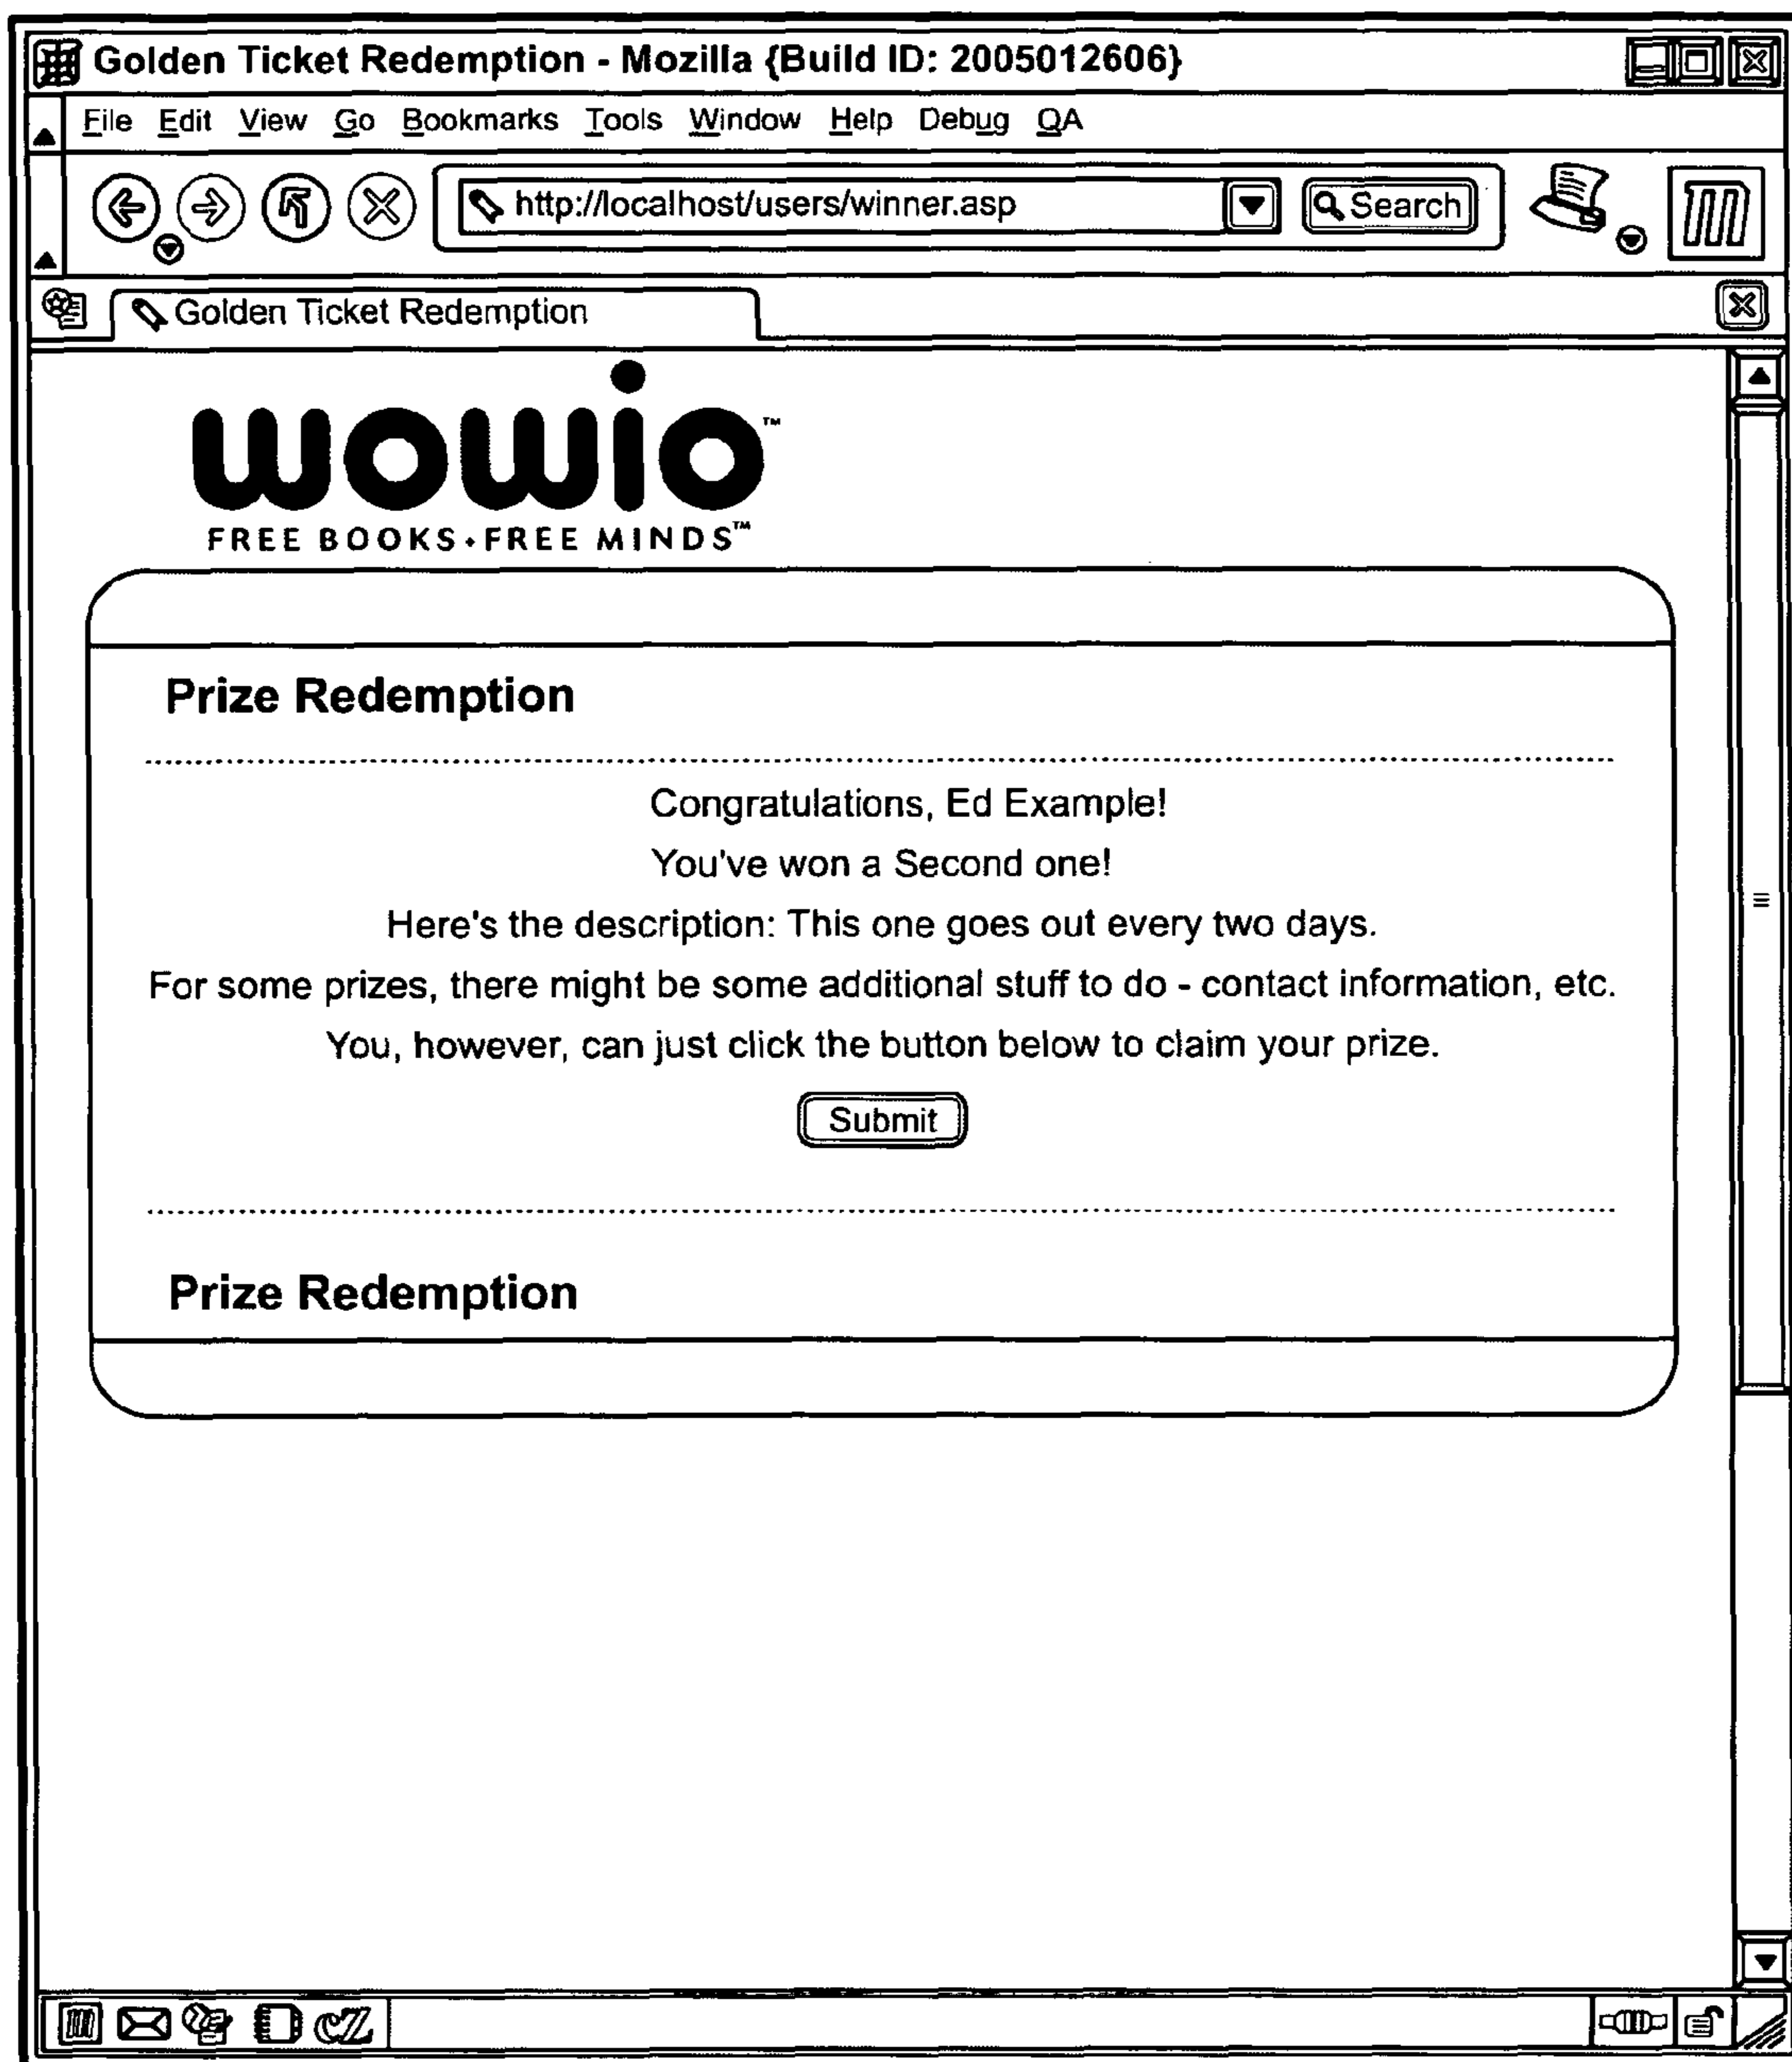 Golden Ticket Redemption - Mozilla {Build ID: 2005012606}
File Edit View Go Bookmarks Tools Window Help Debug QA
http://localhost/users/winner.asp Search
Golden Ticket Redemption
wowio™
FREE BOOKS•FREE MINDS™
Prize Redemption
Congratulations, Ed Example!
You've won a Second one!
Here's the description: This one goes out every two days.
For some prizes, there might be some additional stuff to do - contact information, etc.
You, however, can just click the button below to claim your prize.
Submit
Prize Redemption
cZ